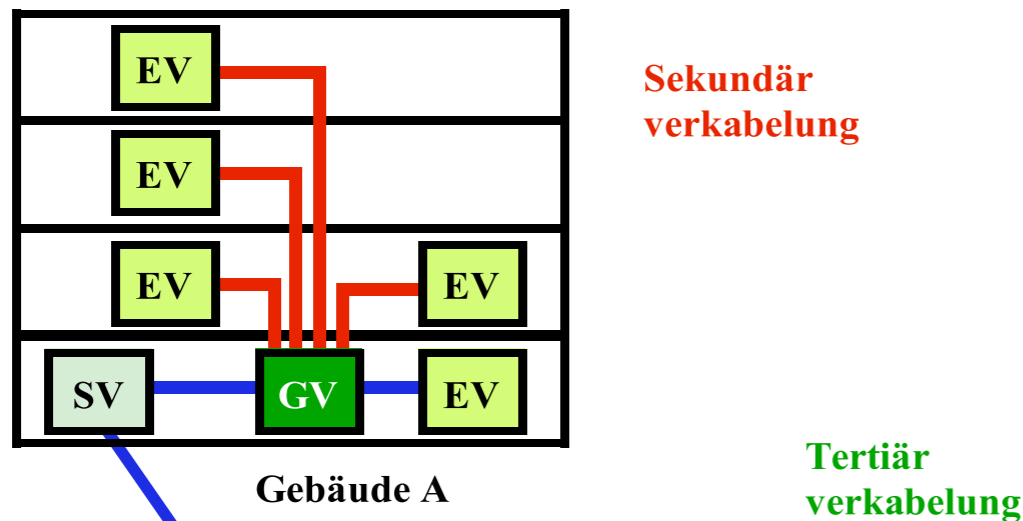 EV
Sekundär
verkabelung
EV
EV
EV
SV
GV
EV
Gebäude A
Tertiär
verkabelung